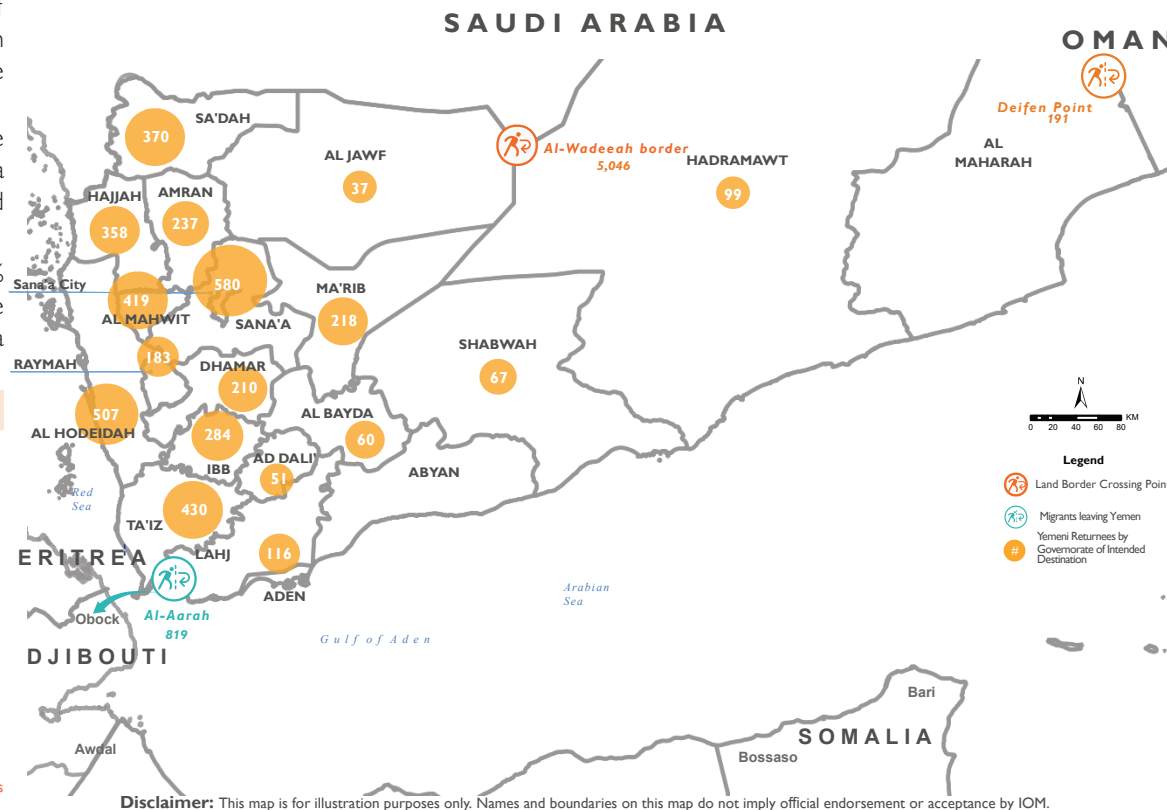 SAUDI ARABIA
OMAN
Deifen Point
191
SA'DAH
370
AL JAWF
37
Al-Wadeeah border
5,046
HADRAMAWT
99
AL
MAHARAH
HAJJAH
358
AMRAN
237
Sana'a City
419
580
AL MAHWIT
SANA'A
MA'RIB
218
SHABWAH
67
RAYMAH
183
DHAMAR
210
507
AL HODEIDAH
284
IBB
AL BAYDA
60
AD DALI'
51
ABYAN
Red
Sea
430
TA'IZ
LAHJ
116
ADEN
ERITREA
Obock
Al-Aarah
819
DJIBOUTI
Gulf of Aden
Arabian
Sea
N
0 20 40 60 80 KM
Legend
Land Border Crossing Point
Migrants leaving Yemen
# Yemeni Returnees by
Governorate of Intended
Destination
Awdal
Bari
SOMALIA
Bossaso
Disclaimer: This map is for illustration purposes only. Names and boundaries on this map do not imply official endorsement or acceptance by IOM.